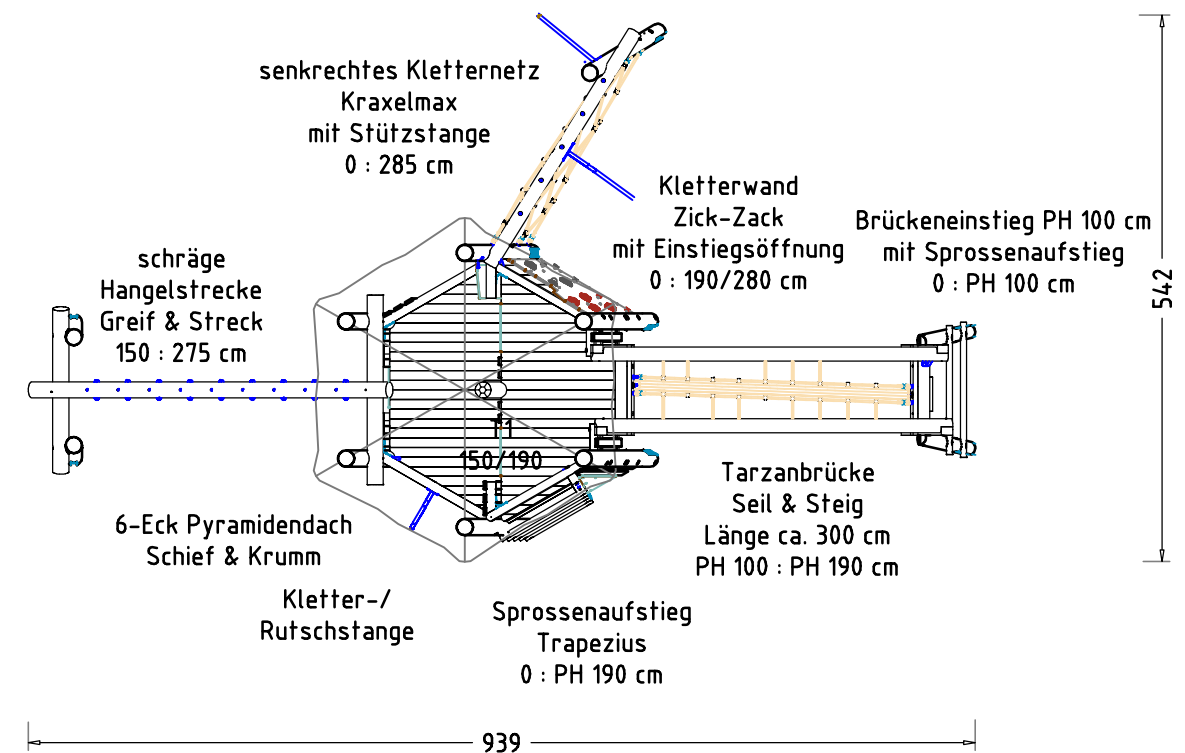 senkrechtes Kletternetz
Kraxelmax
mit Stützstange
0 : 285 cm
Kletterwand
Zick-Zack
mit Einstiegsöffnung
0 : 190/280 cm
Brückeneinstieg PH 100 cm
mit Sprossenaufstieg
0 : PH 100 cm
542
schräge
Hangelstrecke
Greif & Streck
150 : 275 cm
150/190
Tarzanbrücke
Seil & Steig
Länge ca. 300 cm
PH 100 : PH 190 cm
6-Eck Pyramidendach
Schief & Krumm
Kletter-/
Rutschstange
Sprossenaufstieg
Trapezius
0 : PH 190 cm
939